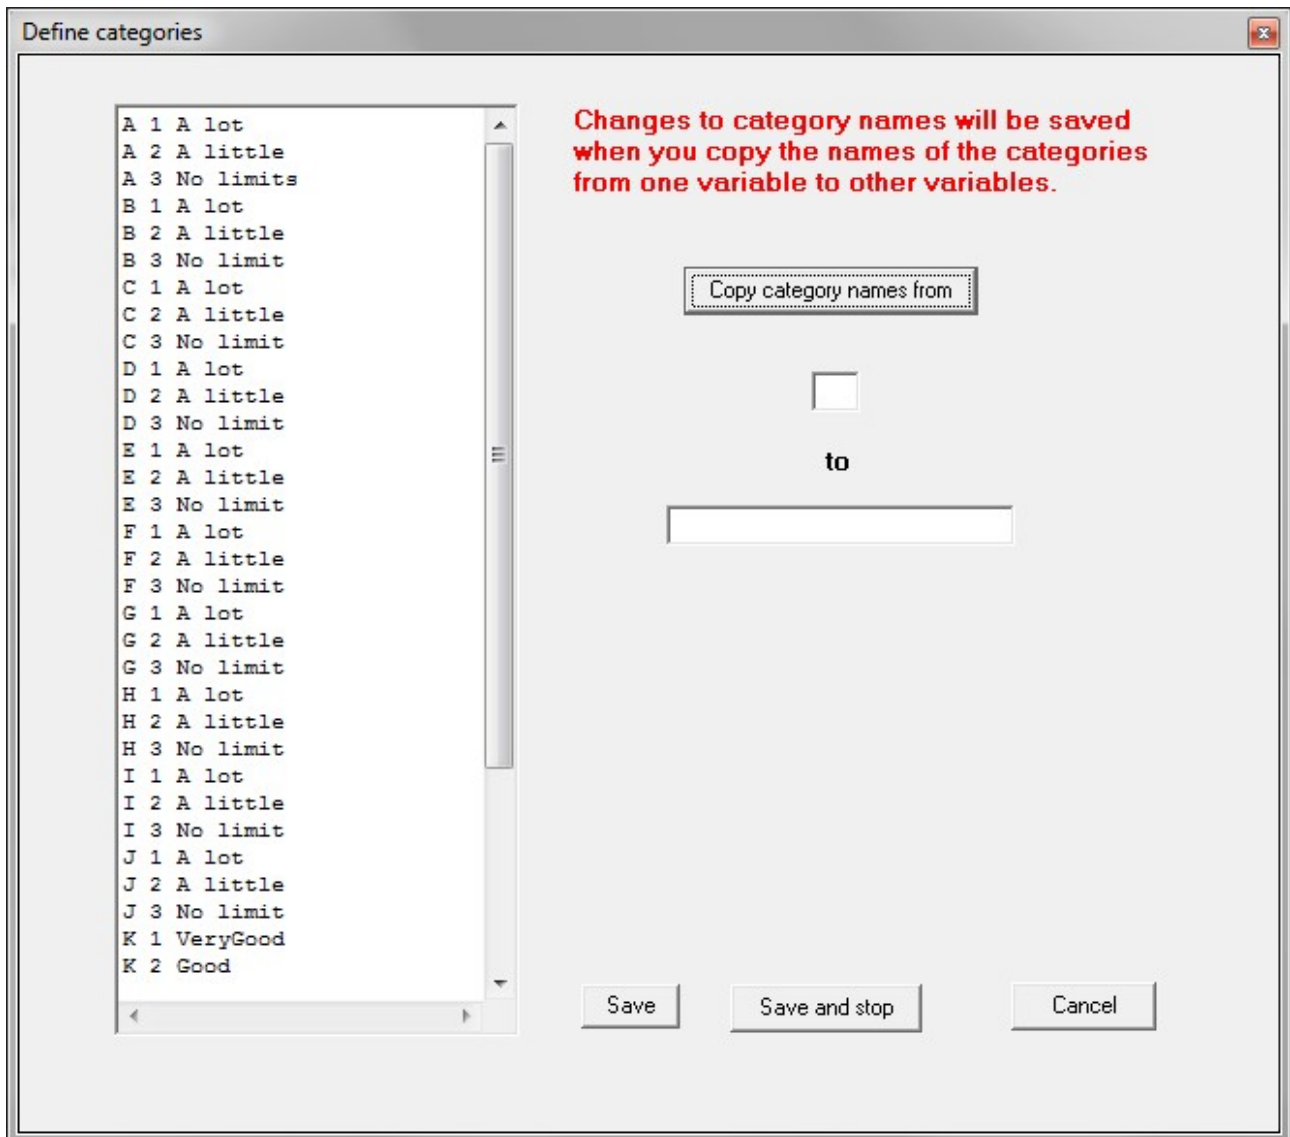 Define categories
A 1 A lot
A 2 A little
A 3 No limits
B 1 A lot
B 2 A little
B 3 No limit
C 1 A lot
C 2 A little
C 3 No limit
D 1 A lot
D 2 A little
D 3 No limit
E 1 A lot
E 2 A little
E 3 No limit
F 1 A lot
F 2 A little
F 3 No limit
G 1 A lot
G 2 A little
G 3 No limit
H 1 A lot
H 2 A little
H 3 No limit
I 1 A lot
I 2 A little
I 3 No limit
J 1 A lot
J 2 A little
J 3 No limit
K 1 VeryGood
K 2 Good
Changes to category names will be saved
when you copy the names of the categories
from one variable to other variables.
Copy category names from
to
Save
Save and stop
Cancel